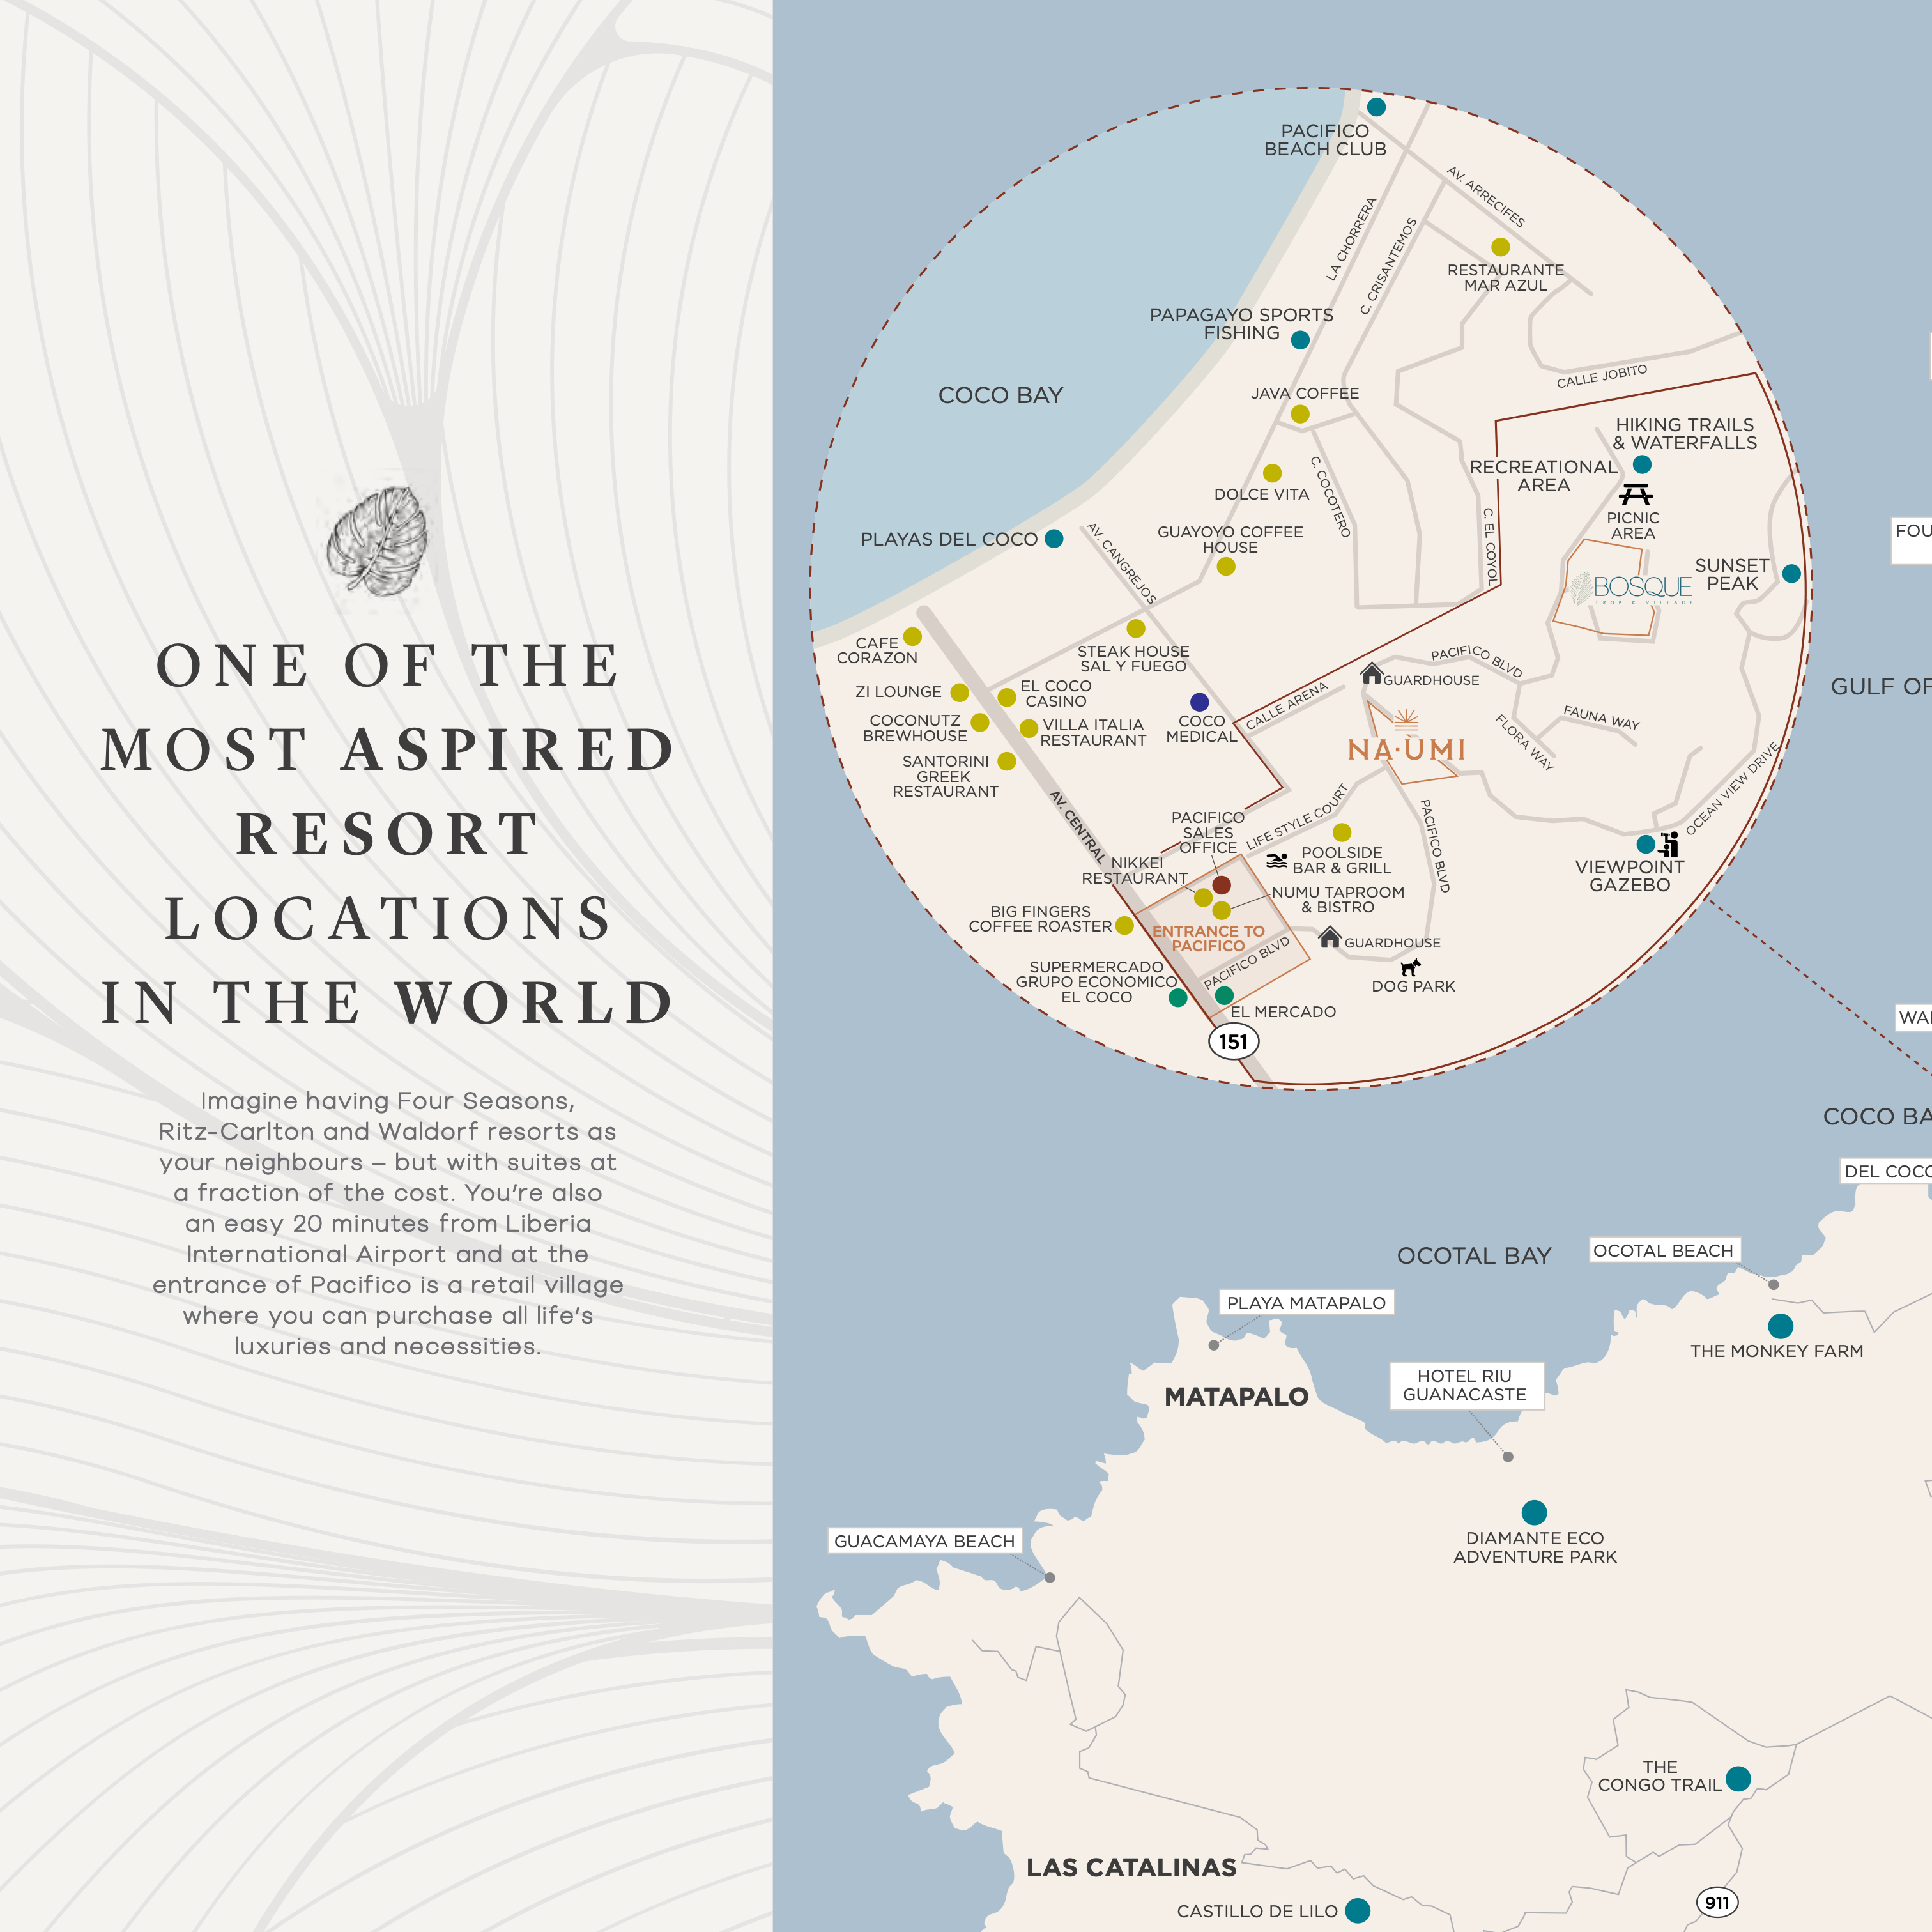 ONE OF THE
MOST ASPIRED
RESORT
LOCATIONS
IN THE WORLD
Imagine having Four Seasons,
Ritz-Carlton and Waldorf resorts as
your neighbours – but with suites at
a fraction of the cost. You're also
an easy 20 minutes from Liberia
International Airport and at the
entrance of Pacifico is a retail village
where you can purchase all life's
luxuries and necessities.
PACIFICO
BEACH CLUB
AV. ARRECIFES
LA CHORRERA
C. CRISANTEMOS
RESTAURANTE
MAR AZUL
PAPAGAYO SPORTS
FISHING
COCO BAY
JAVA COFFEE
CALLE JOBITO
HIKING TRAILS
& WATERFALLS
RECREATIONAL
AREA
DOLCE VITA
C. COCOTERO
C. EL COYOL
PICNIC
AREA
PLAYAS DEL COCO
AV. CANGREJOS
GUAYOYO COFFEE
HOUSE
SUNSET
PEAK
BOSQUE
TROPIC VILLAGE
CAFE
CORAZON
STEAK HOUSE
SAL Y FUEGO
PACIFICO BLVD
GUARDHOUSE
ZI LOUNGE
EL COCO
CASINO
COCONUTZ
BREWHOUSE
VILLA ITALIA
RESTAURANT
COCO
MEDICAL
CALLE ARENA
FAUNA WAY
FLORA WAY
NA·ÙMI
SANTORINI
GREEK
RESTAURANT
AV. CENTRAL
OCEAN VIEW DRIVE
PACIFICO
SALES
OFFICE
LIFE STYLE COURT
PACIFICO BLVD
NIKKEI
RESTAURANT
POOLSIDE
BAR & GRILL
VIEWPOINT
GAZEBO
NUMU TAPROOM
& BISTRO
BIG FINGERS
COFFEE ROASTER
ENTRANCE TO
PACIFICO
GUARDHOUSE
PACIFICO BLVD
DOG PARK
SUPERMERCADO
GRUPO ECONOMICO
EL COCO
EL MERCADO
151
FOU
GULF OF
WA
COCO BA
DEL COCO
OCOTAL BAY
OCOTAL BEACH
PLAYA MATAPALO
THE MONKEY FARM
MATAPALO
HOTEL RIU
GUANACASTE
DIAMANTE ECO
ADVENTURE PARK
GUACAMAYA BEACH
THE
CONGO TRAIL
LAS CATALINAS
CASTILLO DE LILO
911